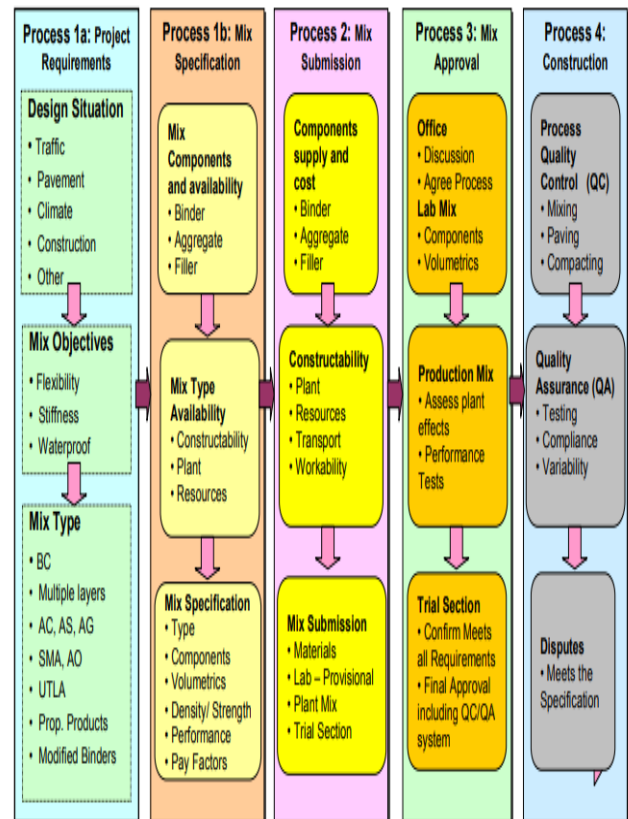 Process 1a: Project
Requirements
Design Situation
• Traffic
• Pavement
• Climate
• Construction
• Other
Mix Objectives
• Flexibility
• Stiffness
• Waterproof
Mix Type
• BC
• Multiple layers
• AC, AS, AG
• SMA, AO
• UTLA
• Prop. Products
• Modified Binders
Process 1b: Mix
Specification
Mix
Components
and availability
• Binder
• Aggregate
• Filler
Mix Type
Availability
• Constructability
• Plant
• Resources
Mix Specification
• Type
• Components
• Volumetrics
• Density/ Strength
• Performance
• Pay Factors
Process 2: Mix
Submission
Components
supply and
cost
• Binder
• Aggregate
• Filler
Constructability
• Plant
• Resources
• Transport
• Workability
Mix Submission
• Materials
• Lab – Provisional
• Plant Mix
• Trial Section
Process 3: Mix
Approval
Office
• Discussion
• Agree Process
Lab Mix
• Components
• Volumetrics
Production Mix
• Assess plant
effects
• Performance
Tests
Trial Section
• Confirm Meets
all Requirements
• Final Approval
including QC/QA
system
Process 4:
Construction
Process
Quality
Control (QC)
• Mixing
• Paving
• Compacting
Quality
Assurance (QA)
• Testing
• Compliance
• Variability
Disputes
• Meets the
Specification